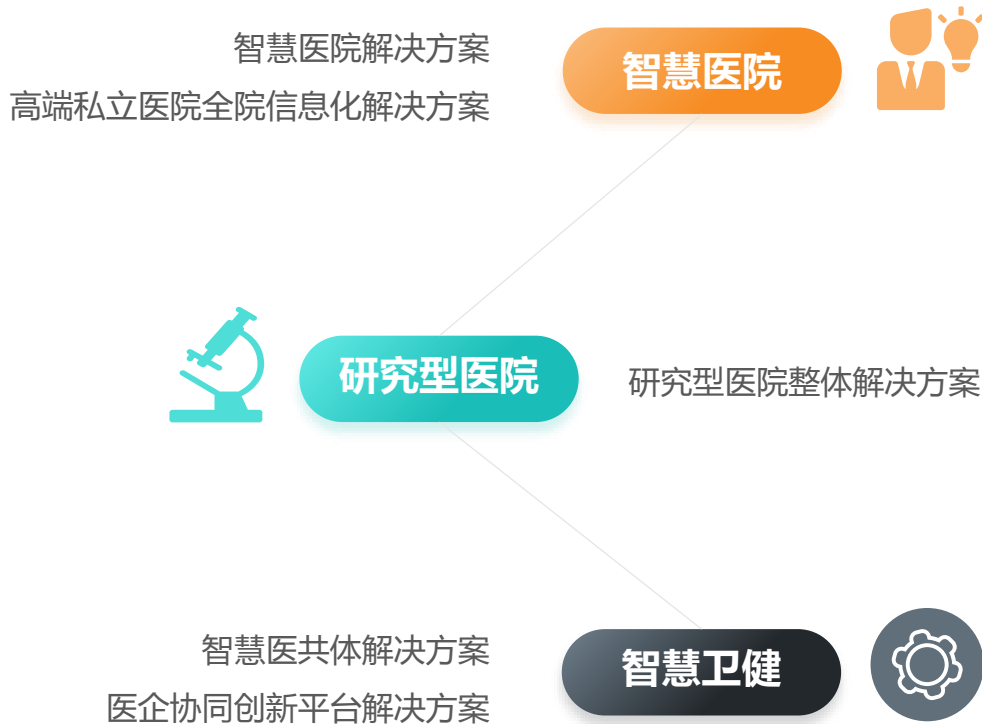 智慧医院解决方案
高端私立医院全院信息化解决方案
智慧医院
研究型医院
研究型医院整体解决方案
智慧医共体解决方案
医企协同创新平台解决方案
智慧卫健